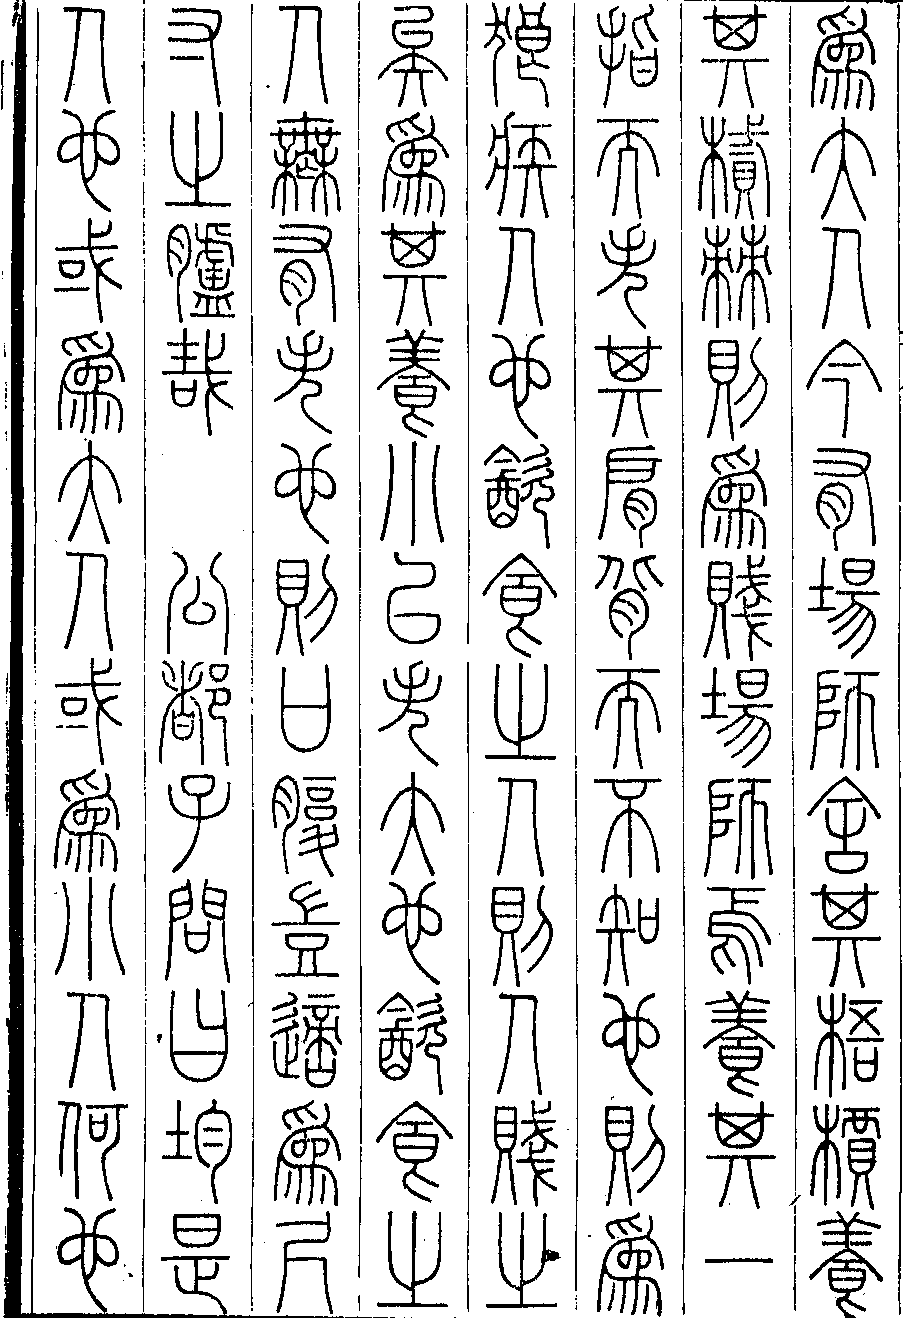 為大人今有場師舍其梧檟養
其樲棘則為賤場師焉養其一
指而失其肩背而不知也則為
狼疾人也飲食之人則人賤之
矣為其養小以失大也飲食之
人無有失也則口腹豈適為尺
寸之膚哉　公都子問曰均是
人也或為大人或為小人何也